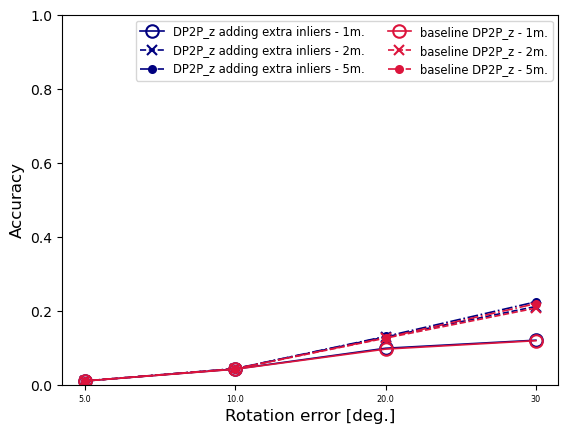 DP2P_z adding extra inliers - 1m.
DP2P_z adding extra inliers - 2m.
DP2P_z adding extra inliers - 5m.
baseline DP2P_z - 1m.
baseline DP2P_z - 2m.
baseline DP2P_z - 5m.
1.0
0.8
0.6
0.4
0.2
0.0
Accuracy
5.0
10.0
20.0
30
Rotation error [deg.]